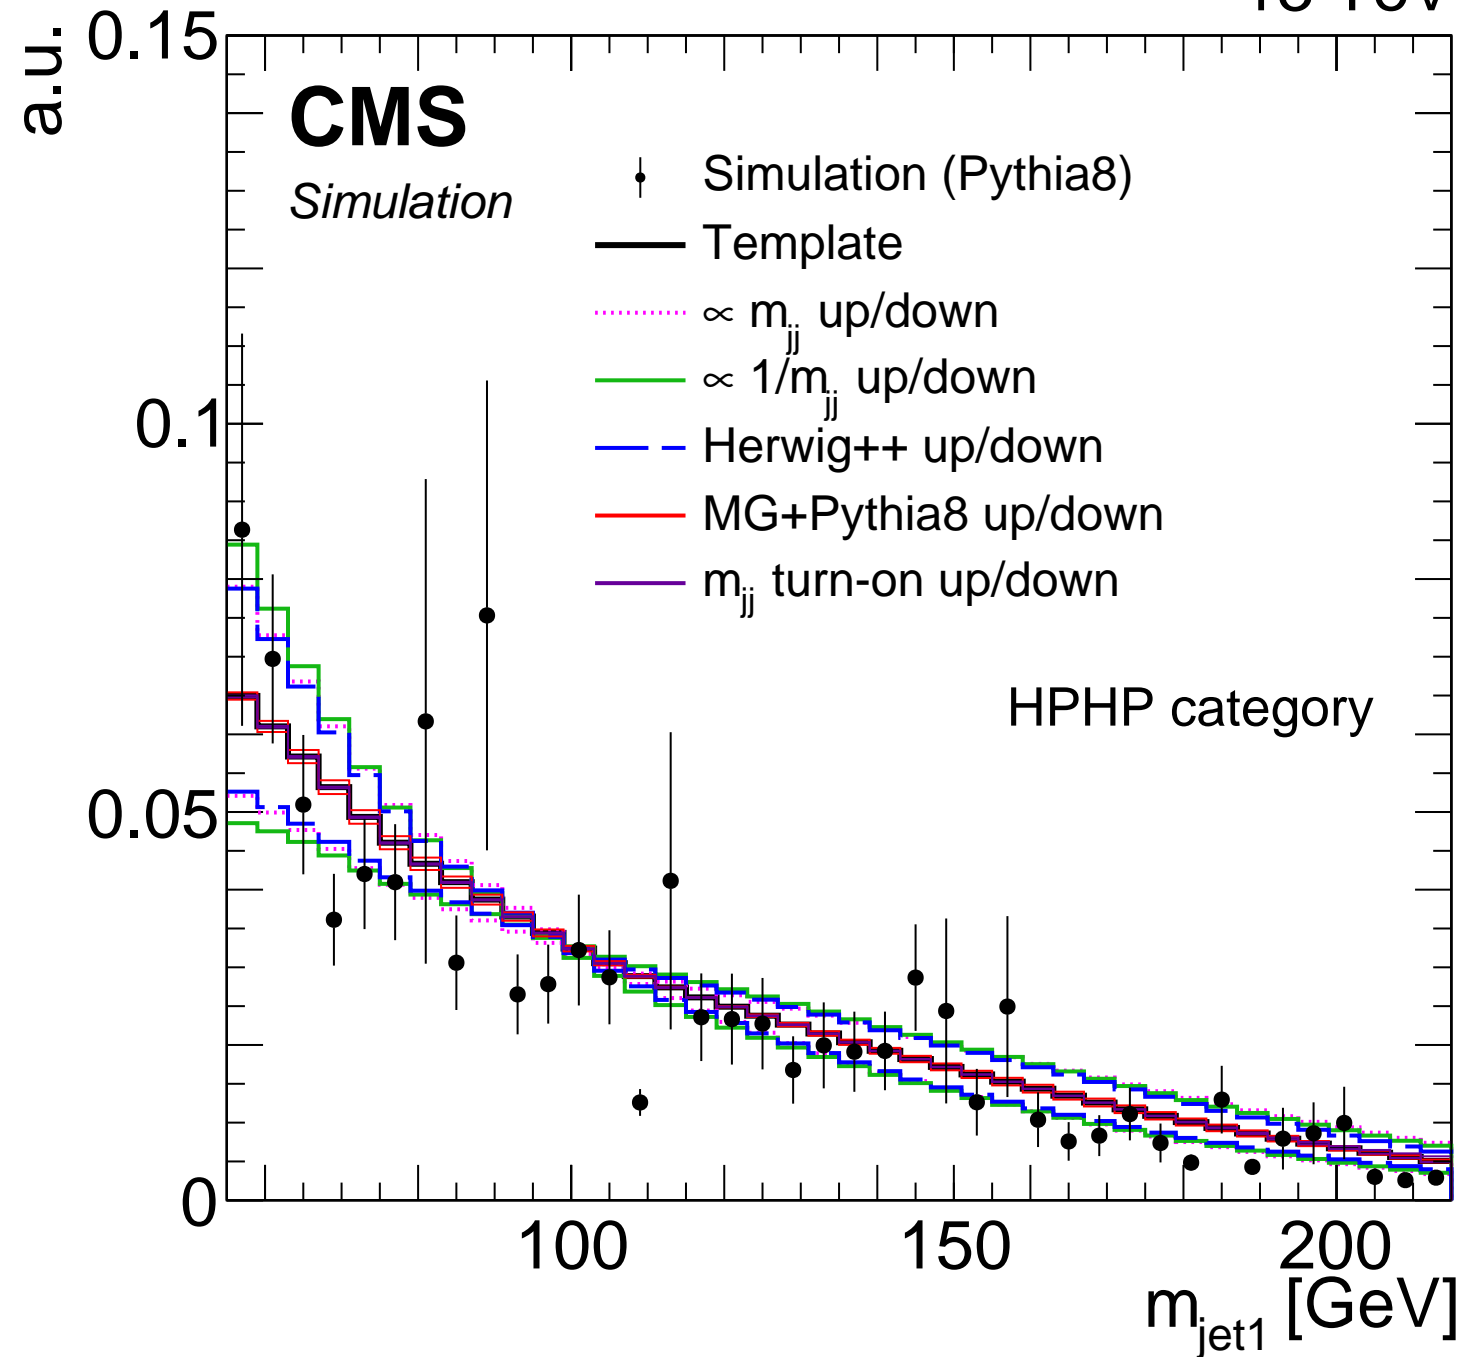 a.u.
0.15
0.1
0.05
0
CMS
Simulation
Simulation (Pythia8)
Template
∝ m_jj up/down
∝ 1/m_jj up/down
Herwig++ up/down
MG+Pythia8 up/down
m_jj turn-on up/down
HPHP category
100 150 200
m_jet1 [GeV]